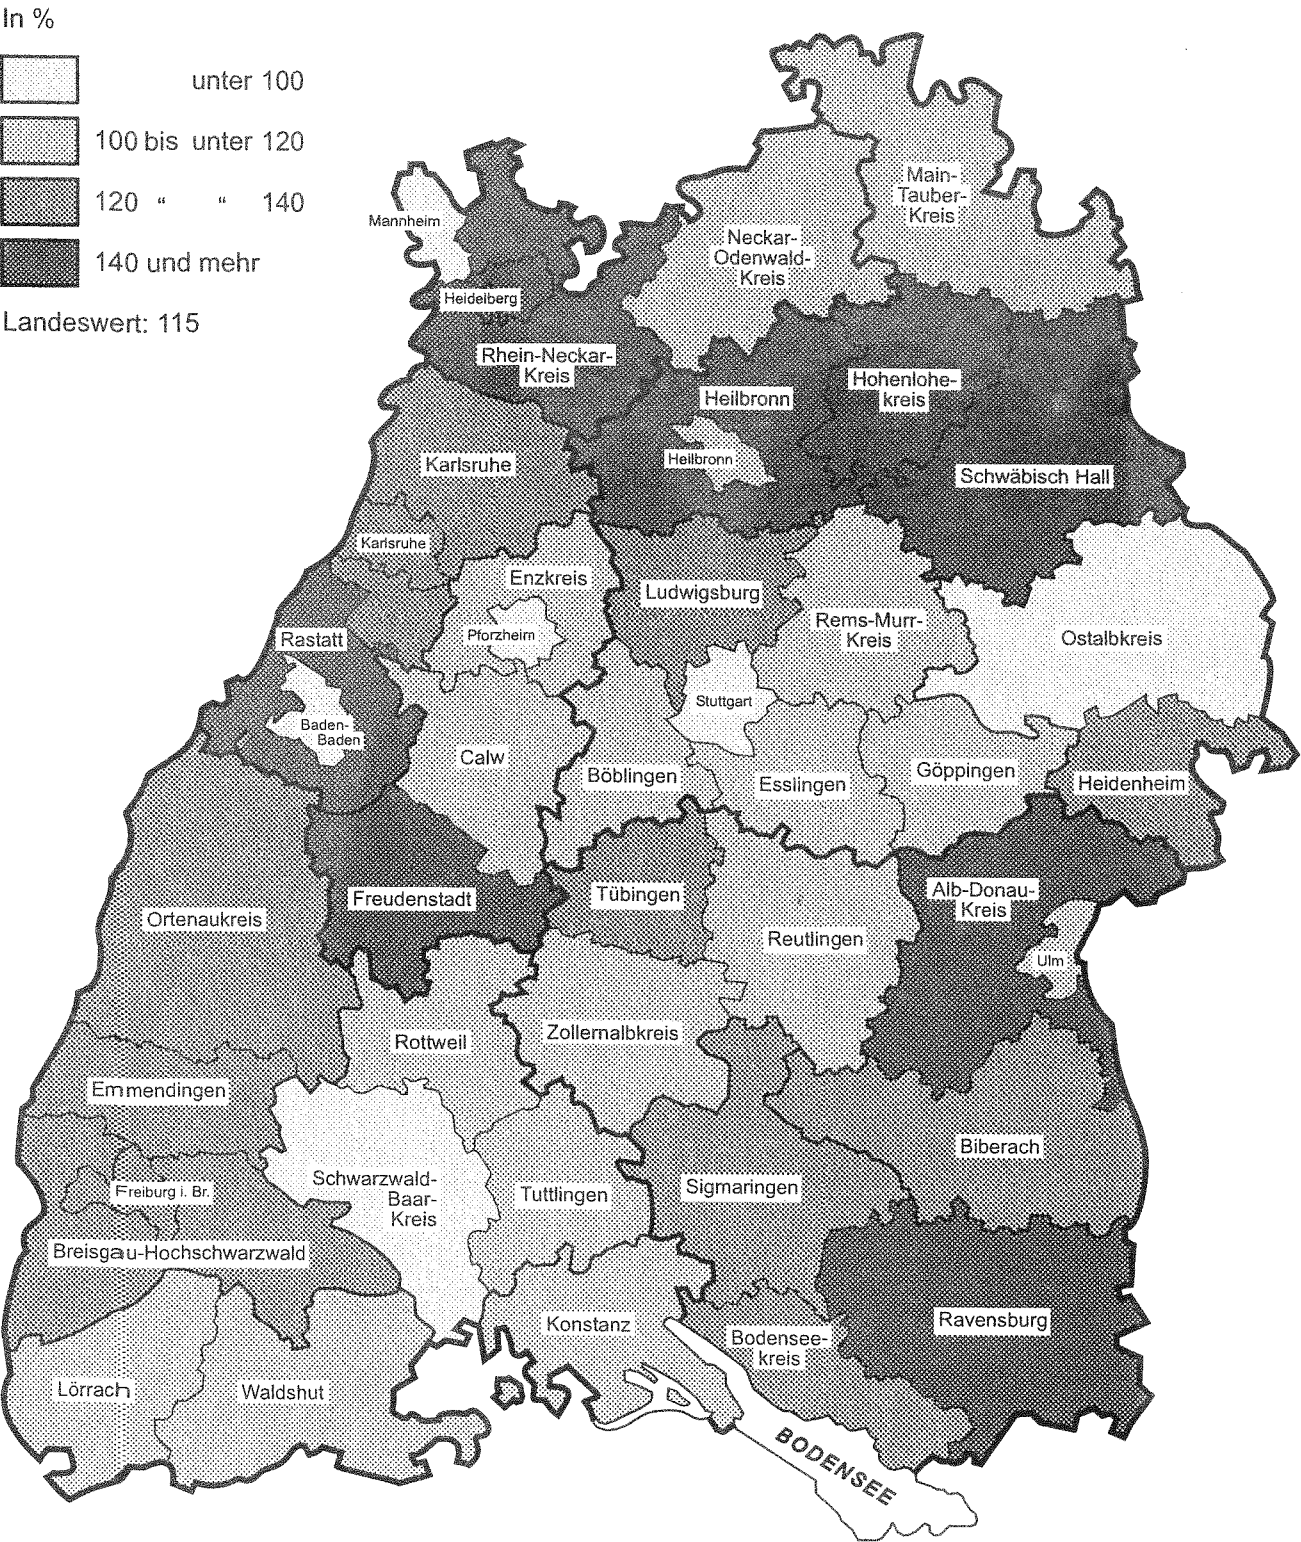 In %
unter 100
100 bis unter 120
120 “ “ 140
140 und mehr
Landeswert: 115
Main-
Tauber-
Kreis
Mannheim
Neckar-
Odenwald-
Kreis
Heidelberg
Rhein-Neckar-
Kreis
Hohenlohe-
kreis
Heilbronn
Heilbronn
Karlsruhe
Schwäbisch Hall
Karlsruhe
Enzkreis
Ludwigsburg
Rems-Murr-
Kreis
Pforzheim
Rastatt
Ostalbkreis
Stuttgart
Baden-
Baden
Calw
Böblingen
Esslingen
Göppingen
Heidenheim
Freudenstadt
Tübingen
Alb-Donau-
Kreis
Ortenaukreis
Reutlingen
Ulm
Rottweil
Zollernalbkreis
Emmendingen
Biberach
Schwarzwald-
Baar-
Kreis
Tuttlingen
Sigmaringen
Freiburg i. Br.
Breisgau-Hochschwarzwald
Konstanz
Bodensee-
kreis
Ravensburg
Lörrach
Waldshut
BODENSEE